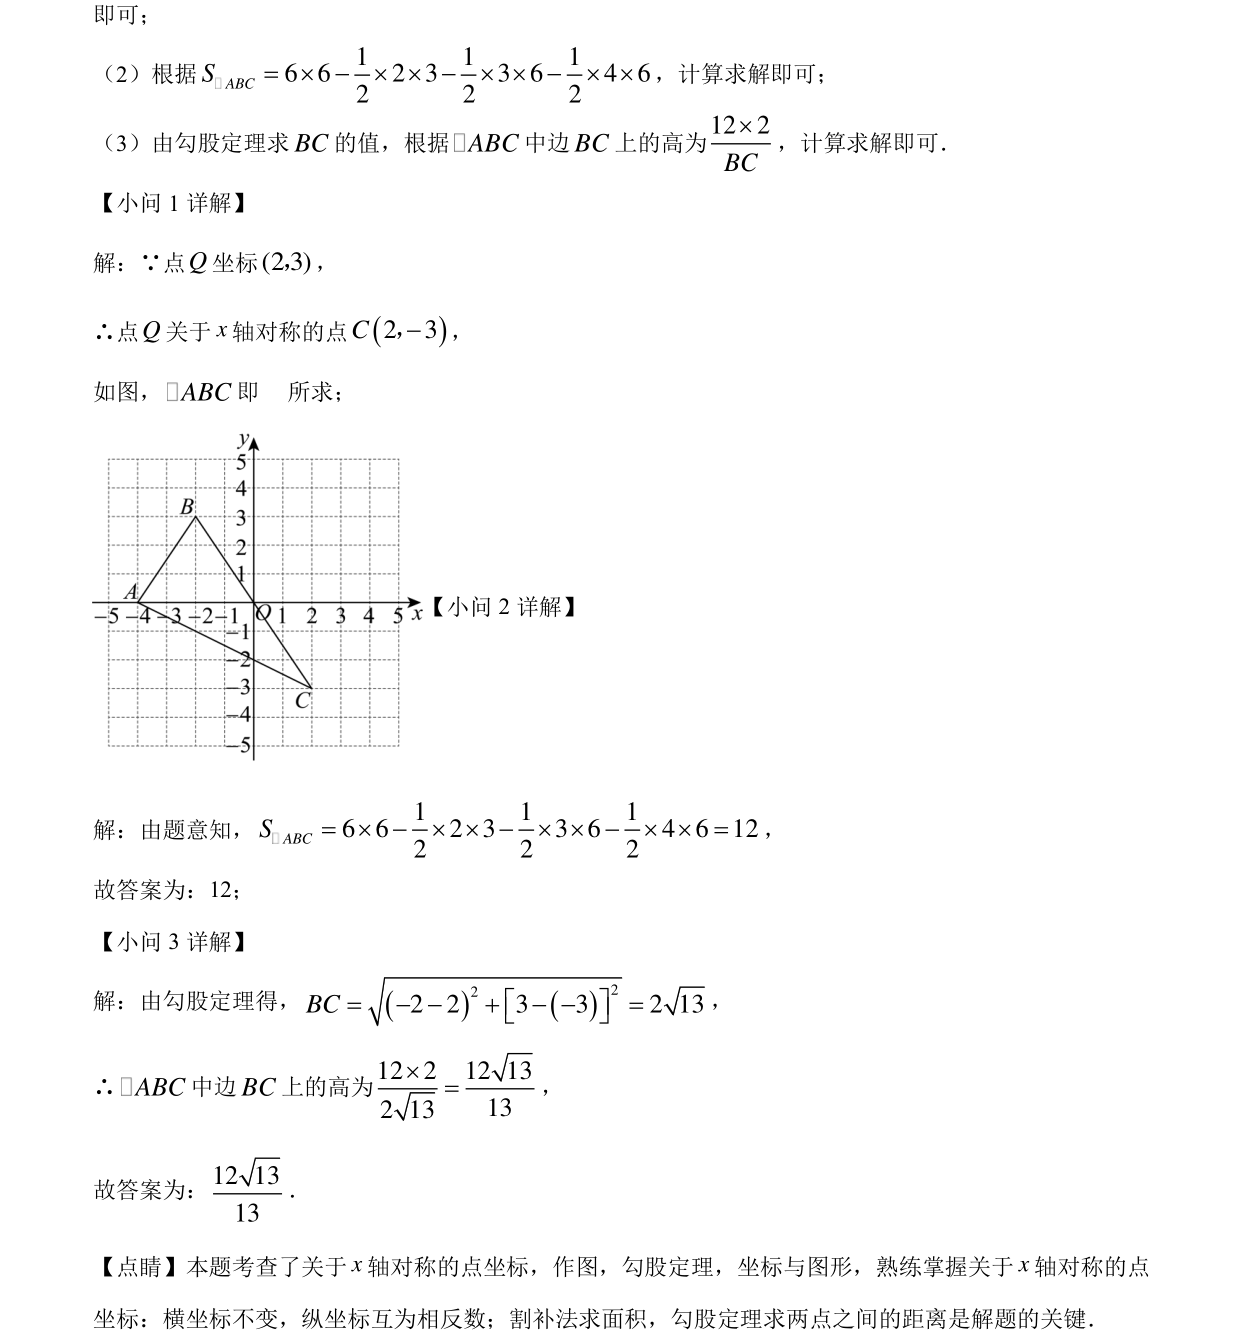 即可；
（2）根据 S□ABC = 6×6−1/2×2×3−1/2×3×6−1/2×4×6，计算求解即可；
（3）由勾股定理求 BC 的值，根据□ABC 中边 BC 上的高为 (12×2)/BC，计算求解即可．
【小问 1 详解】
解：∵点 Q 坐标 (2,3)，
∴点 Q 关于 x 轴对称的点 C(2,−3)，
如图，□ABC 即 所求；
y
5
4
B
3
2
1
A
−5 −4 −3 −2 −1 O 1 2 3 4 5 x【小问 2 详解】
−1
−2
−3
C
−4
−5
解：由题意知，S□ABC = 6×6−1/2×2×3−1/2×3×6−1/2×4×6=12，
故答案为：12；
【小问 3 详解】
解：由勾股定理得，BC = √((−2−2)²+[3−(−3)]²) = 2√13，
∴□ABC 中边 BC 上的高为 (12×2)/(2√13) = (12√13)/13，
故答案为：(12√13)/13．
【点睛】本题考查了关于 x 轴对称的点坐标，作图，勾股定理，坐标与图形，熟练掌握关于 x 轴对称的点
坐标：横坐标不变，纵坐标互为相反数；割补法求面积，勾股定理求两点之间的距离是解题的关键．